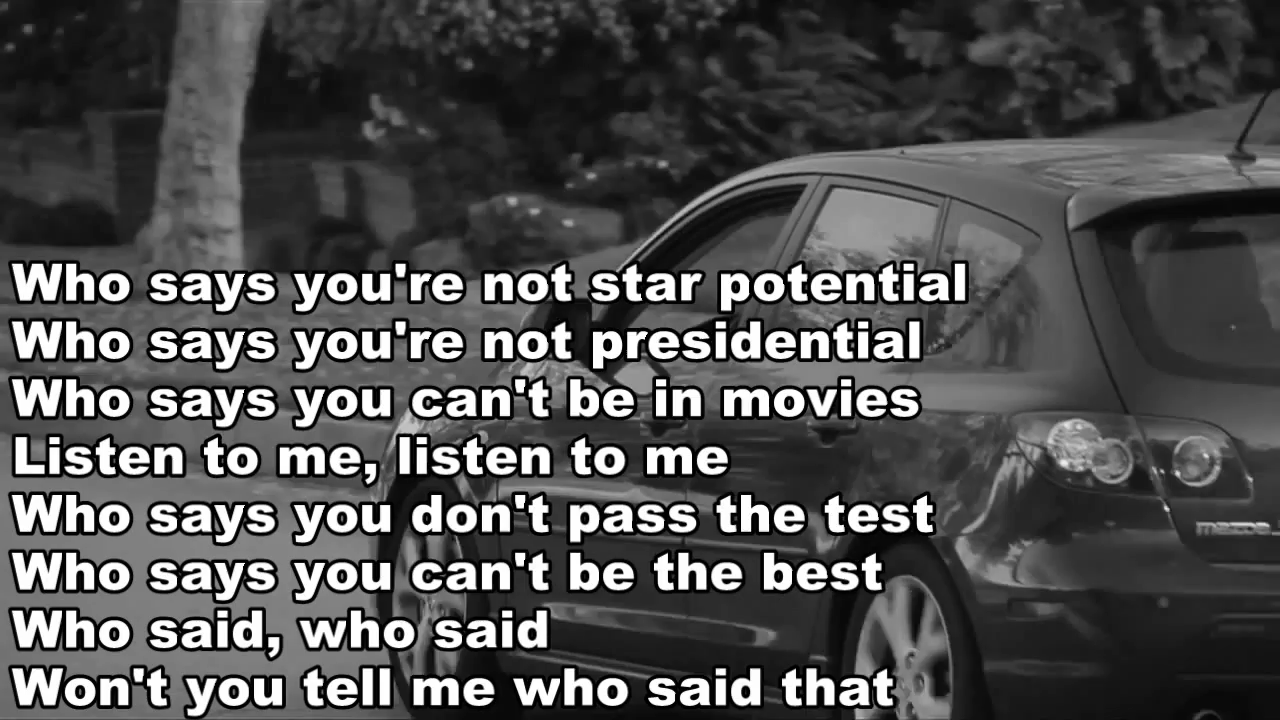 Who says you're not star potential
Who says you're not presidential
Who says you can't be in movies
Listen to me, listen to me
Who says you don't pass the test
Who says you can't be the best
Who said, who said
Won't you tell me who said that
mazda